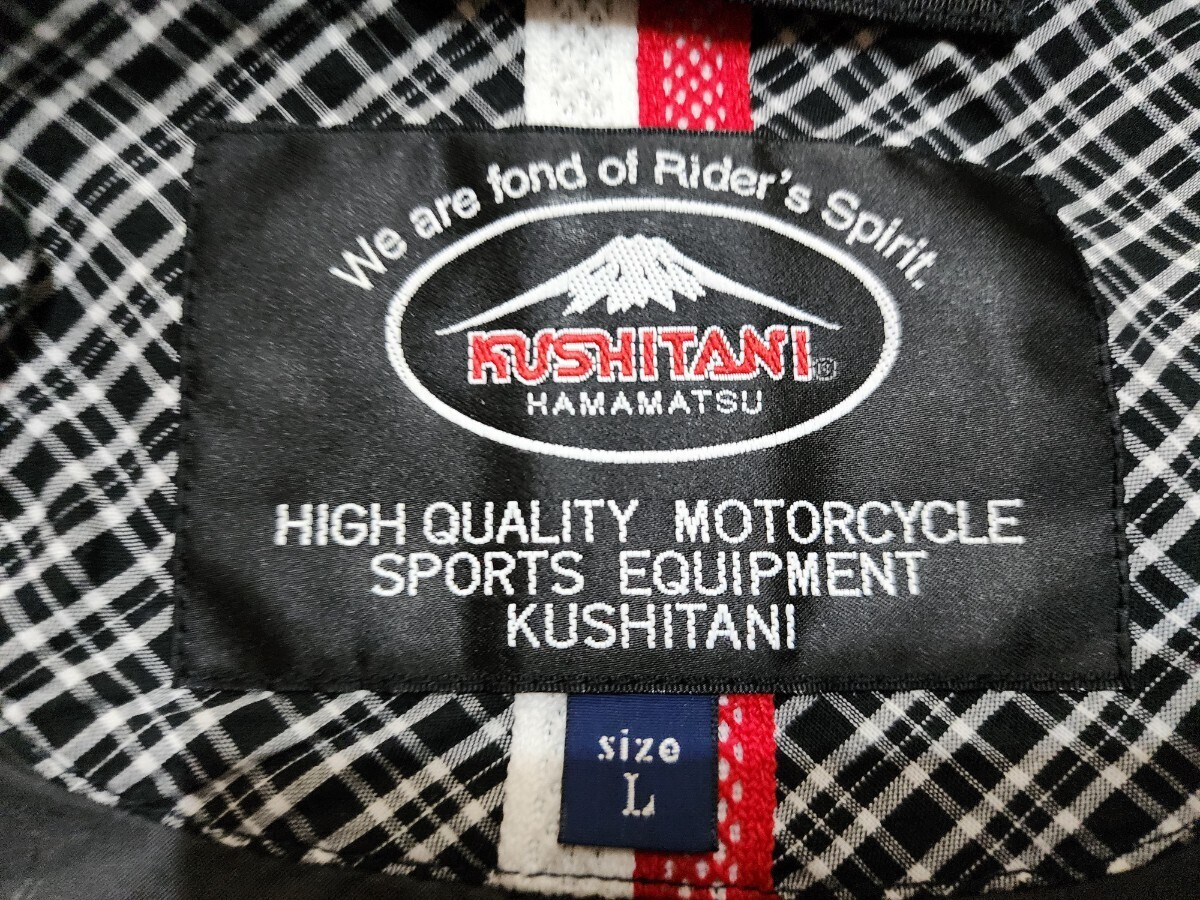 We are fond of Rider's Spirit.
KUSHITANI®
HAMAMATSU
HIGH QUALITY MOTORCYCLE
SPORTS EQUIPMENT
KUSHITANI
size
L